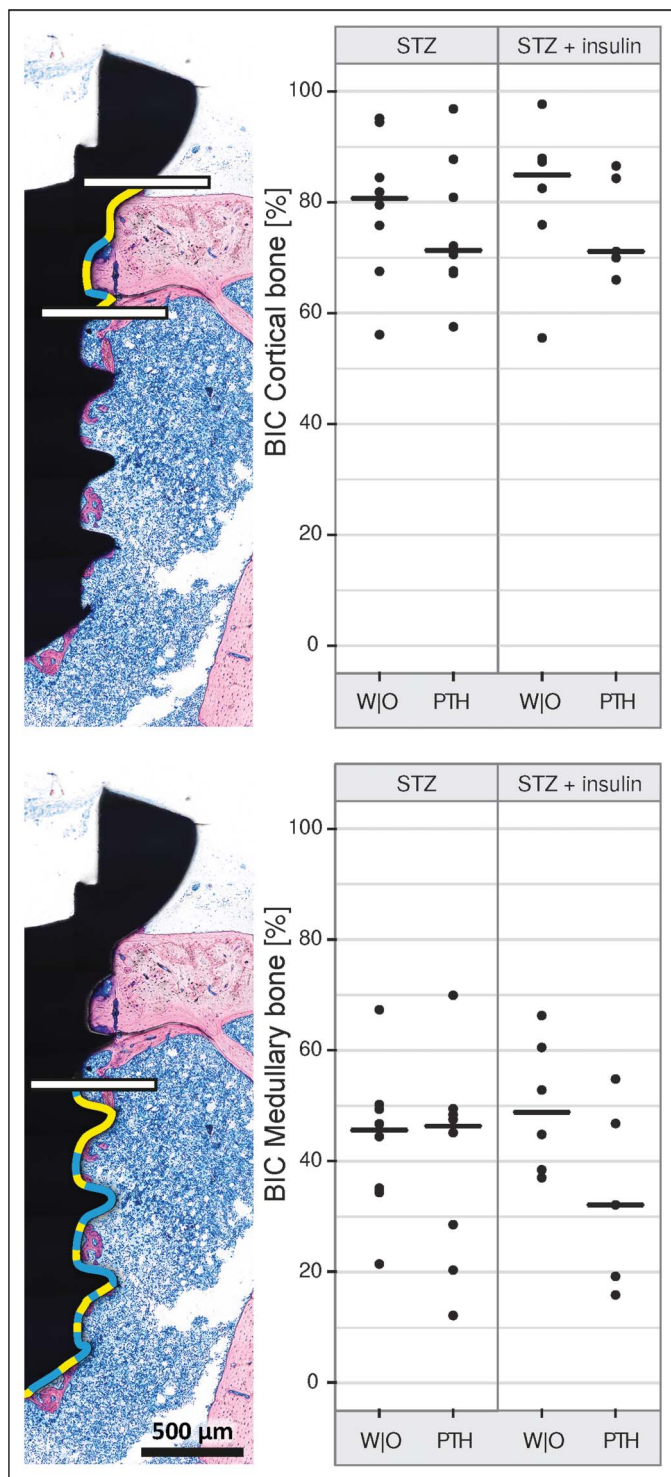 STZ
STZ + insulin
BIC Cortical bone [%]
100
80
60
40
20
0
W|O
PTH
W|O
PTH
STZ
STZ + insulin
BIC Medullary bone [%]
100
80
60
40
20
0
W|O
PTH
W|O
PTH
500 µm